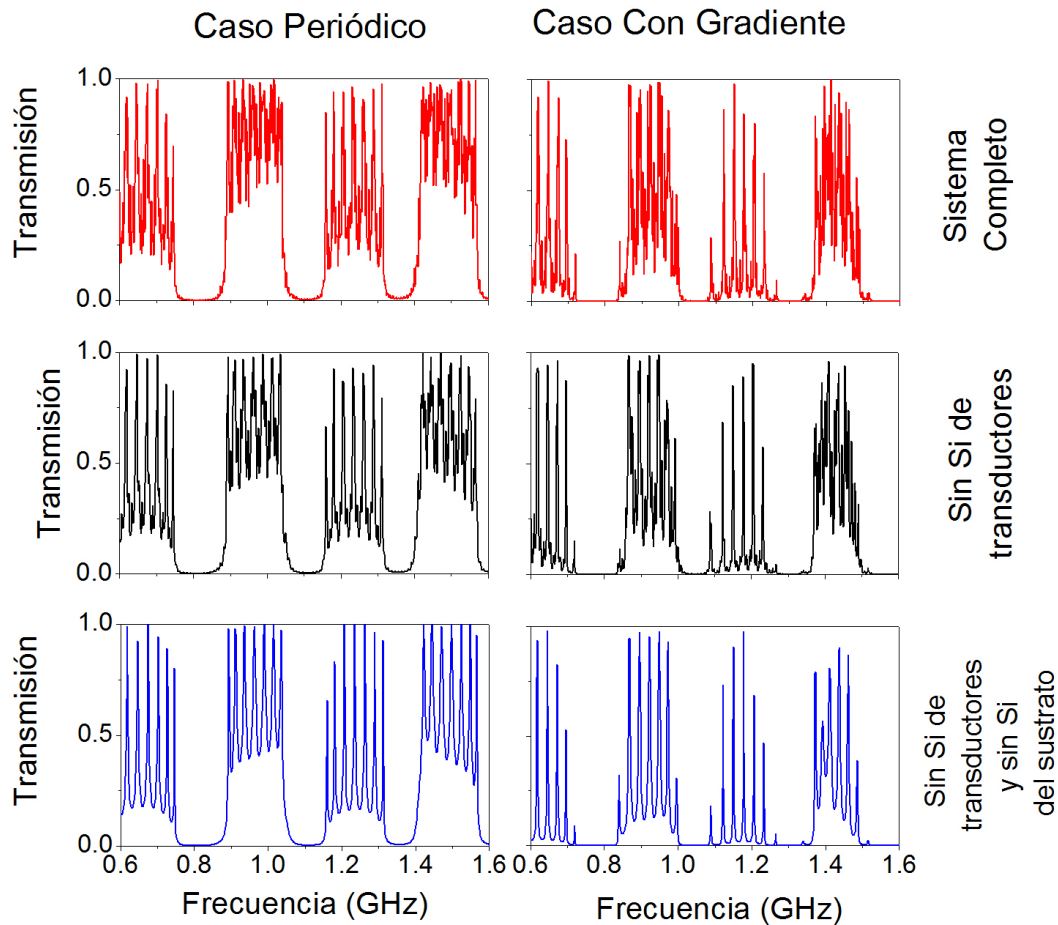 Caso Periódico
Caso Con Gradiente
Transmisión
1.0
0.5
0.0
Sistema
Completo
Transmisión
1.0
0.5
0.0
Sin Si de
transductores
Transmisión
1.0
0.5
0.0
Sin Si de
transductores
y sin Si
del sustrato
0.6 0.8 1.0 1.2 1.4 1.6
0.6 0.8 1.0 1.2 1.4 1.6
Frecuencia (GHz)
Frecuencia (GHz)